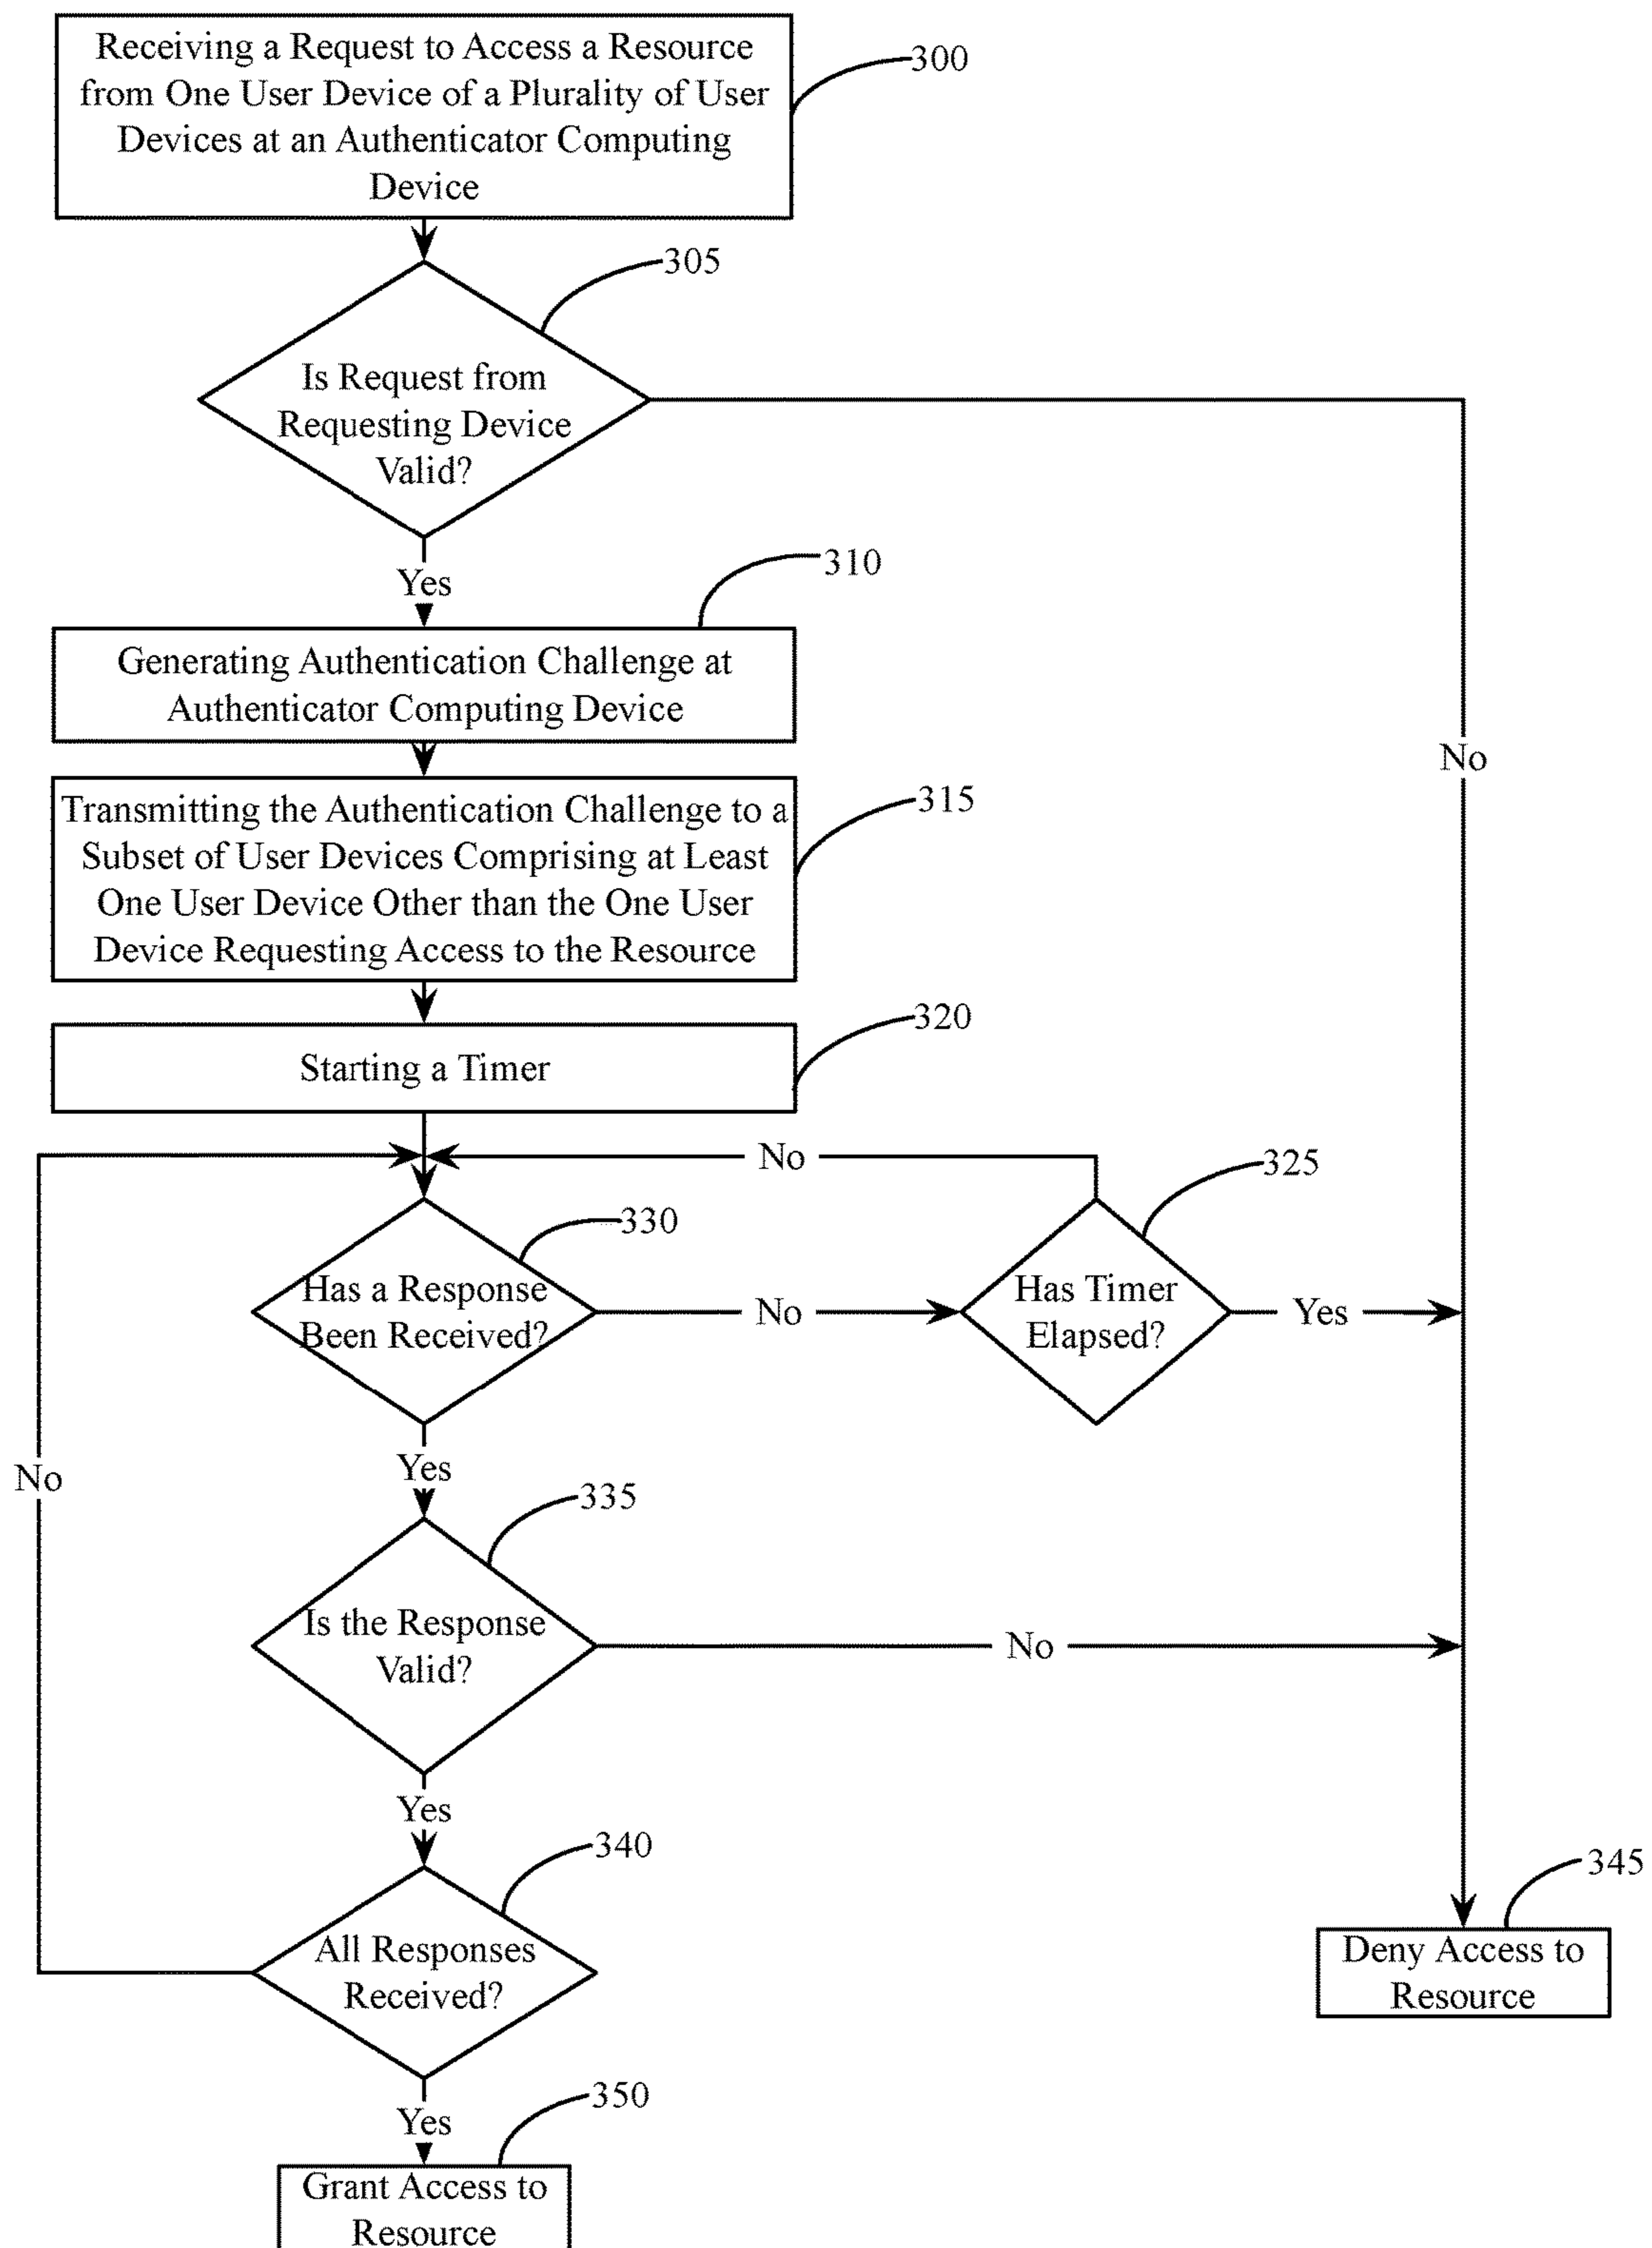 Receiving a Request to Access a Resource
from One User Device of a Plurality of User
Devices at an Authenticator Computing
Device
300
305
Is Request from
Requesting Device
Valid?
Yes
310
Generating Authentication Challenge at
Authenticator Computing Device
No
Transmitting the Authentication Challenge to a
Subset of User Devices Comprising at Least
One User Device Other than the One User
Device Requesting Access to the Resource
315
320
Starting a Timer
No
325
330
Has a Response
Been Received?
No
Has Timer
Elapsed?
Yes
Yes
No
335
Is the Response
Valid?
No
Yes
340
345
All Responses
Received?
Deny Access to
Resource
Yes
350
Grant Access to
Resource